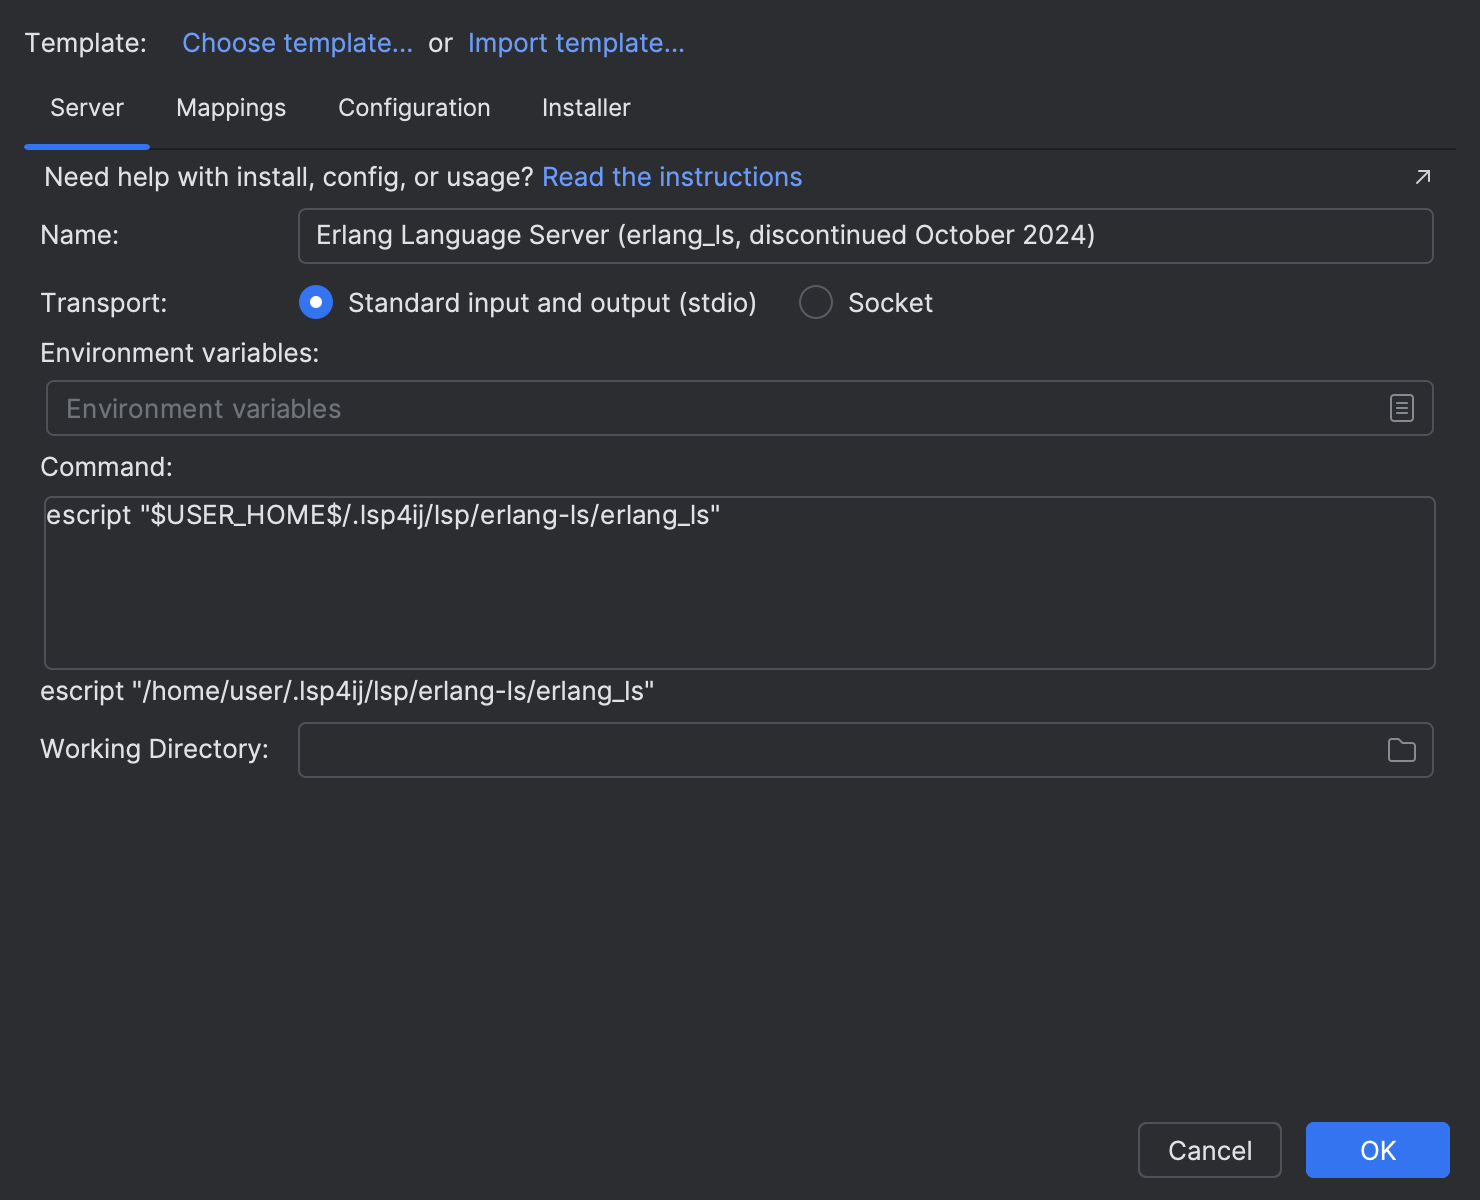 Template: Choose template... or Import template...
Server Mappings Configuration Installer
Need help with install, config, or usage? Read the instructions
Name: Erlang Language Server (erlang_ls, discontinued October 2024)
Transport: Standard input and output (stdio) Socket
Environment variables:
Environment variables
Command:
escript "$USER_HOME$/.lsp4ij/lsp/erlang-ls/erlang_ls"
escript "/home/user/.lsp4ij/lsp/erlang-ls/erlang_ls"
Working Directory:
Cancel OK